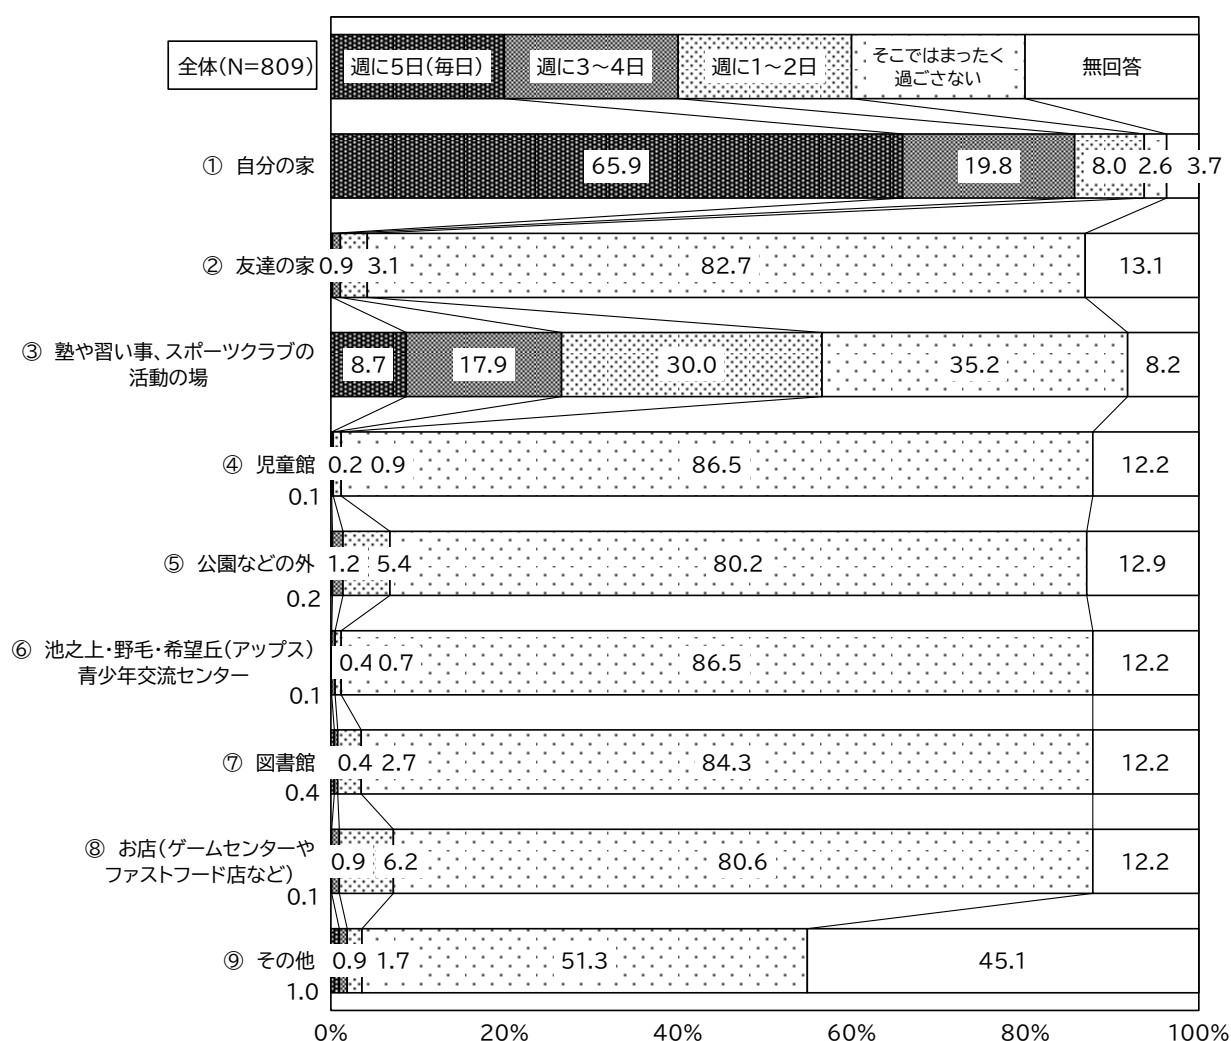 全体(N=809)
週に5日(毎日)
週に3～4日
週に1～2日
そこではまったく
過ごさない
無回答
① 自分の家
65.9
19.8
8.0
2.6
3.7
② 友達の家
0.9
3.1
82.7
13.1
③ 塾や習い事、スポーツクラブの
活動の場
8.7
17.9
30.0
35.2
8.2
④ 児童館
0.2
0.9
86.5
12.2
0.1
⑤ 公園などの外
1.2
5.4
80.2
12.9
0.2
⑥ 池之上・野毛・希望丘(アップス)
青少年交流センター
0.4
0.7
86.5
12.2
0.1
⑦ 図書館
0.4
2.7
84.3
12.2
0.4
⑧ お店(ゲームセンターや
ファストフード店など)
0.9
6.2
80.6
12.2
0.1
⑨ その他
0.9
1.7
51.3
45.1
1.0
0%
20%
40%
60%
80%
100%